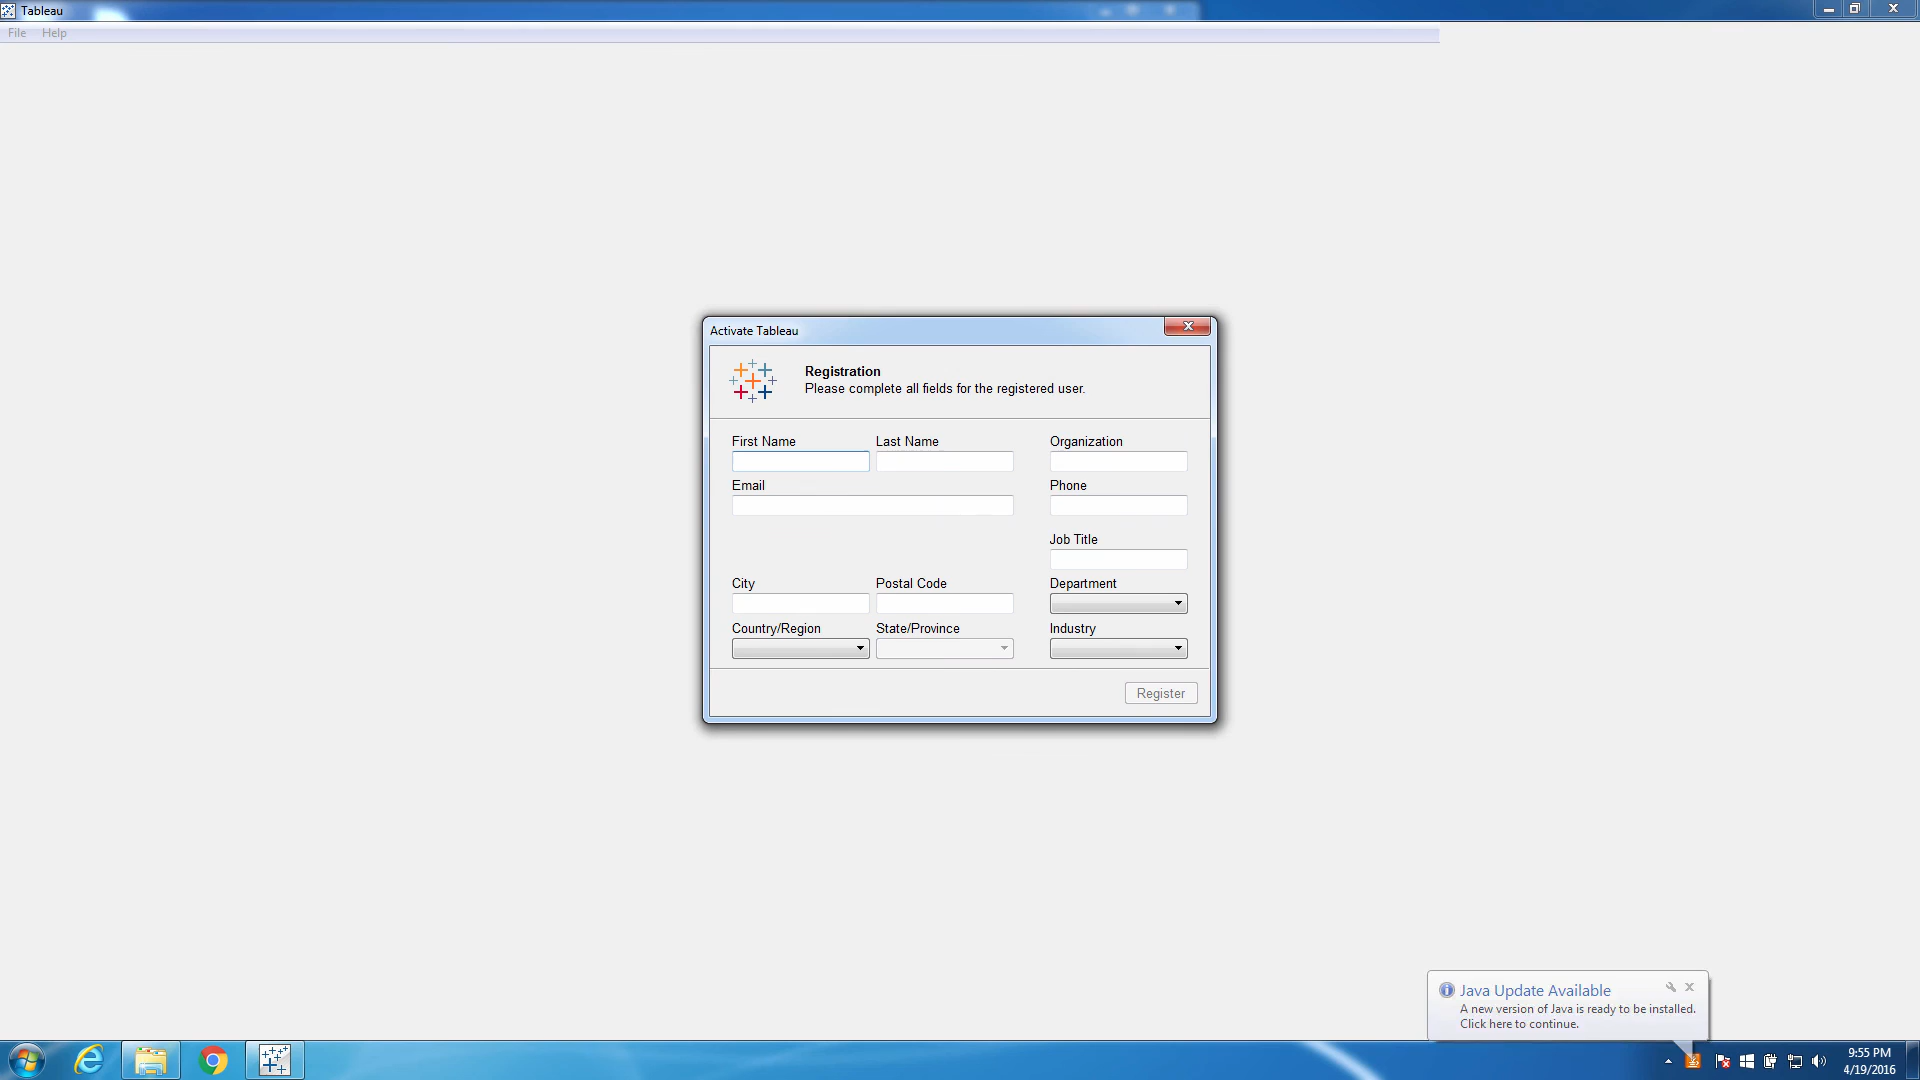 Tableau
File Help
Activate Tableau
Registration
Please complete all fields for the registered user.
First Name Last Name Organization
Email Phone
Job Title
City Postal Code Department
Country/Region State/Province Industry
Register
Java Update Available
A new version of Java is ready to be installed.
Click here to continue.
9:55 PM
4/19/2016